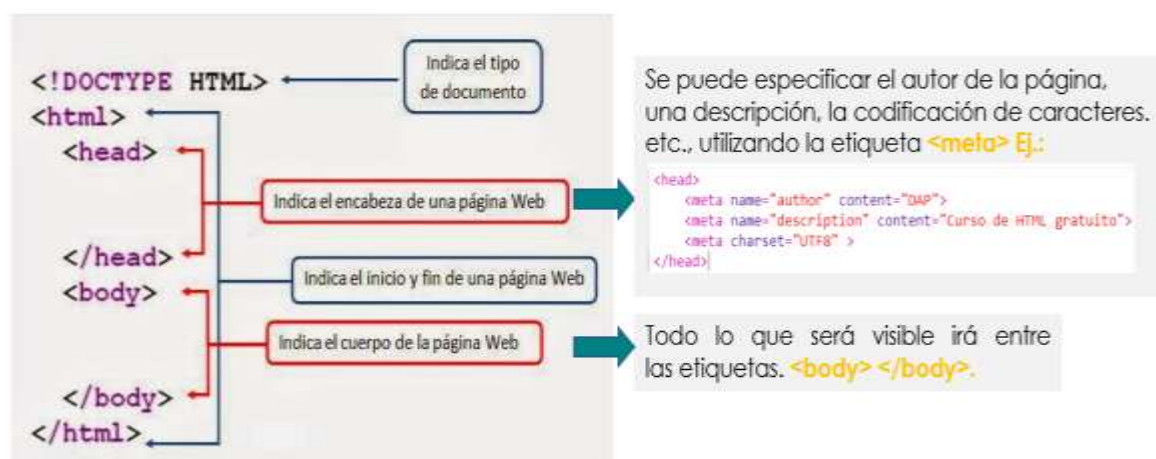 <!DOCTYPE HTML>
<html>
<head>
</head>
<body>
</body>
</html>
Indica el tipo
de documento
Indica el encabeza de una página Web
Indica el inicio y fin de una página Web
Indica el cuerpo de la página Web
Se puede especificar el autor de la página,
una descripción, la codificación de caracteres.
etc., utilizando la etiqueta <meta> Ej.:
<head>
<meta name="author" content="DAP">
<meta name="description" content="Curso de HTML gratuito">
<meta charset="UTF8" >
</head>
Todo lo que será visible irá entre
las etiquetas. <body> </body>.